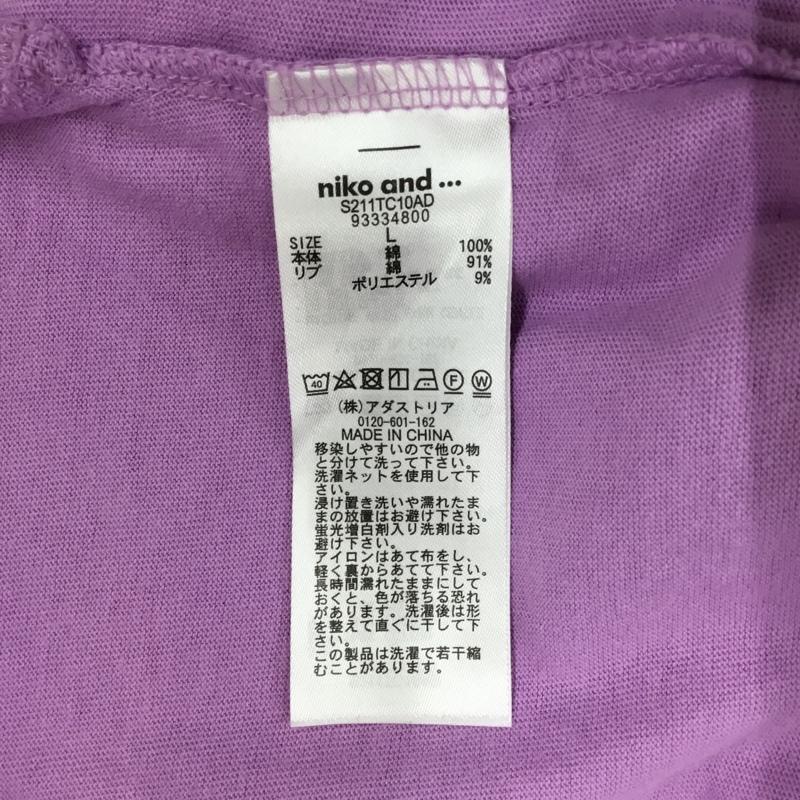 niko and ...
S211TC10AD
93334800
SIZE L
本体 綿 100%
リブ 綿 91%
ポリエステル 9%
40 F W
(株)アダストリア
0120-601-162
MADE IN CHINA
移染しやすいので他の物
と分けて洗って下さい。
洗濯ネットを使用して下
さい。
浸け置き洗いや濡れたま
まの放置はお避け下さい。
蛍光増白剤入り洗剤はお
避け下さい。
アイロンはあて布をし、
軽く裏からあてて下さい。
長時間濡れたままにして
おくと、色が落ちる恐れ
があります。洗濯後は形
を整えて直ぐに干して下
さい。
この製品は洗濯で若干縮
むことがあります。